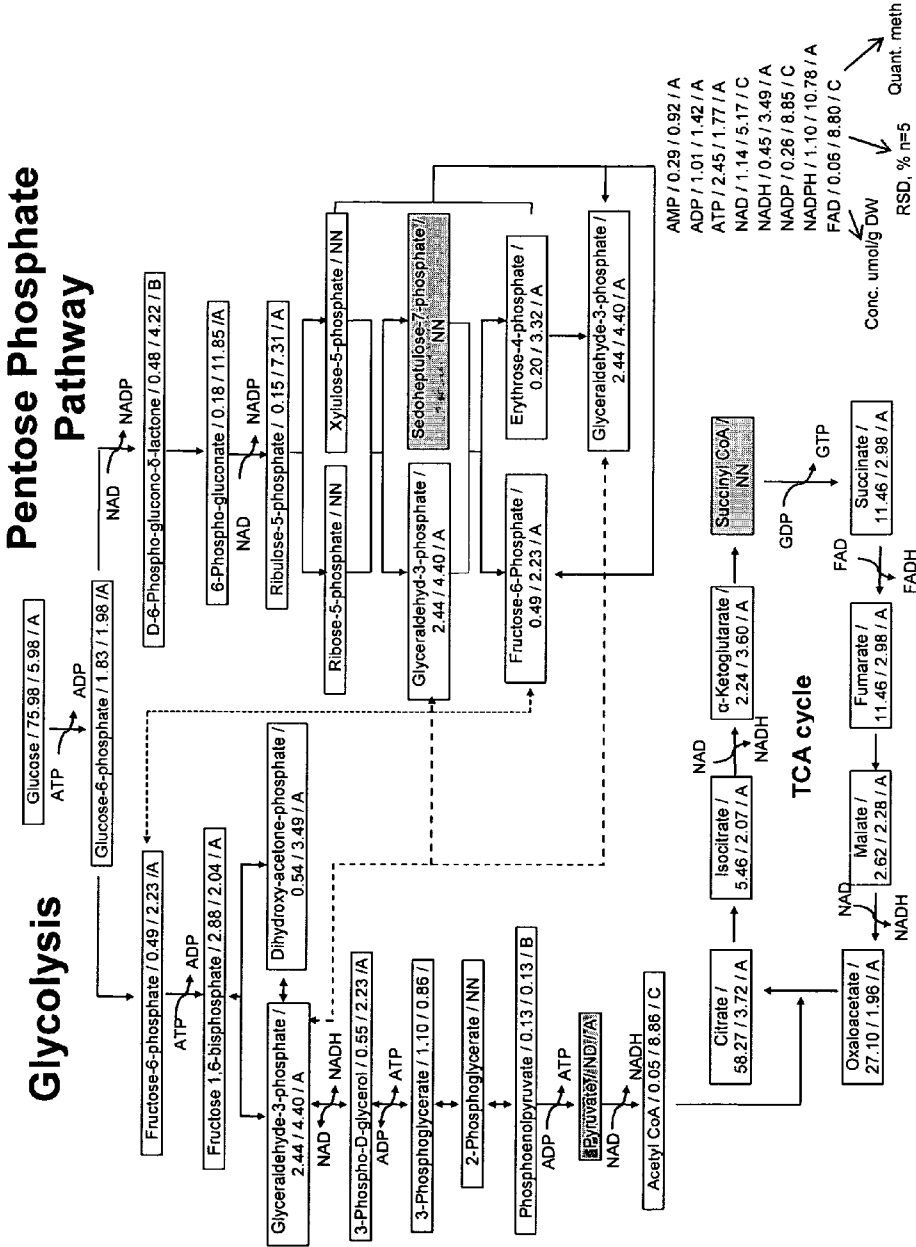 Pentose Phosphate
Pathway
Glycolysis
Glucose / 75.98 / 5.98 / A
ATP
ADP
Glucose-6-phosphate / 1.83 / 1.98 /A
Fructose-6-phosphate / 0.49 / 2.23 /A
ATP
ADP
Fructose 1,6-bisphosphate / 2.88 / 2.04 / A
Dihydroxy-acetone-phosphate /
0.54 / 3.49 / A
Glyceraldehyde-3-phosphate /
2.44 / 4.40 / A
NAD
NADH
3-Phospho-D-glycerol / 0.55 / 2.23 /A
ADP
ATP
3-Phosphoglycerate / 1.10 / 0.86 /
2-Phosphoglycerate / NN
Phosphoenolpyruvate / 0.13 / 0.13 / B
ADP
ATP
Pyruvate / ND / A
NAD
NADH
Acetyl CoA / 0.05 / 8.86 / C
NAD
NADP
D-6-Phospho-glucono-δ-lactone / 0.48 / 4.22 / B
6-Phospho-gluconate / 0.18 / 11.85 /A
NAD
NADP
Ribulose-5-phosphate / 0.15 / 7.31 / A
Ribose-5-phosphate / NN
Xylulose-5-phosphate / NN
Glyceraldehyd-3-phosphate /
2.44 / 4.40 / A
Sedoheptulose-7-phosphate /
NN
Fructose-6-Phosphate /
0.49 / 2.23 / A
Erythrose-4-phosphate /
0.20 / 3.32 / A
Glyceraldehyde-3-phosphate /
2.44 / 4.40 / A
TCA cycle
Citrate /
58.27 / 3.72 / A
Isocitrate /
5.46 / 2.07 / A
NAD
NADH
α-Ketoglutarate /
2.24 / 3.60 / A
Succinyl CoA /
NN
GDP
GTP
Succinate /
11.46 / 2.98 / A
FAD
FADH
Fumarate /
11.46 / 2.98 / A
Malate /
2.62 / 2.28 / A
NAD
NADH
Oxaloacetate /
27.10 / 1.96 / A
AMP / 0.29 / 0.92 / A
ADP / 1.01 / 1.42 / A
ATP / 2.45 / 1.77 / A
NAD / 1.14 / 5.17 / C
NADH / 0.45 / 3.49 / A
NADP / 0.26 / 8.85 / C
NADPH / 1.10 / 10.78 / A
FAD / 0.06 / 8.80 / C
Conc. umol/g DW
RSD, % n=5
Quant. meth